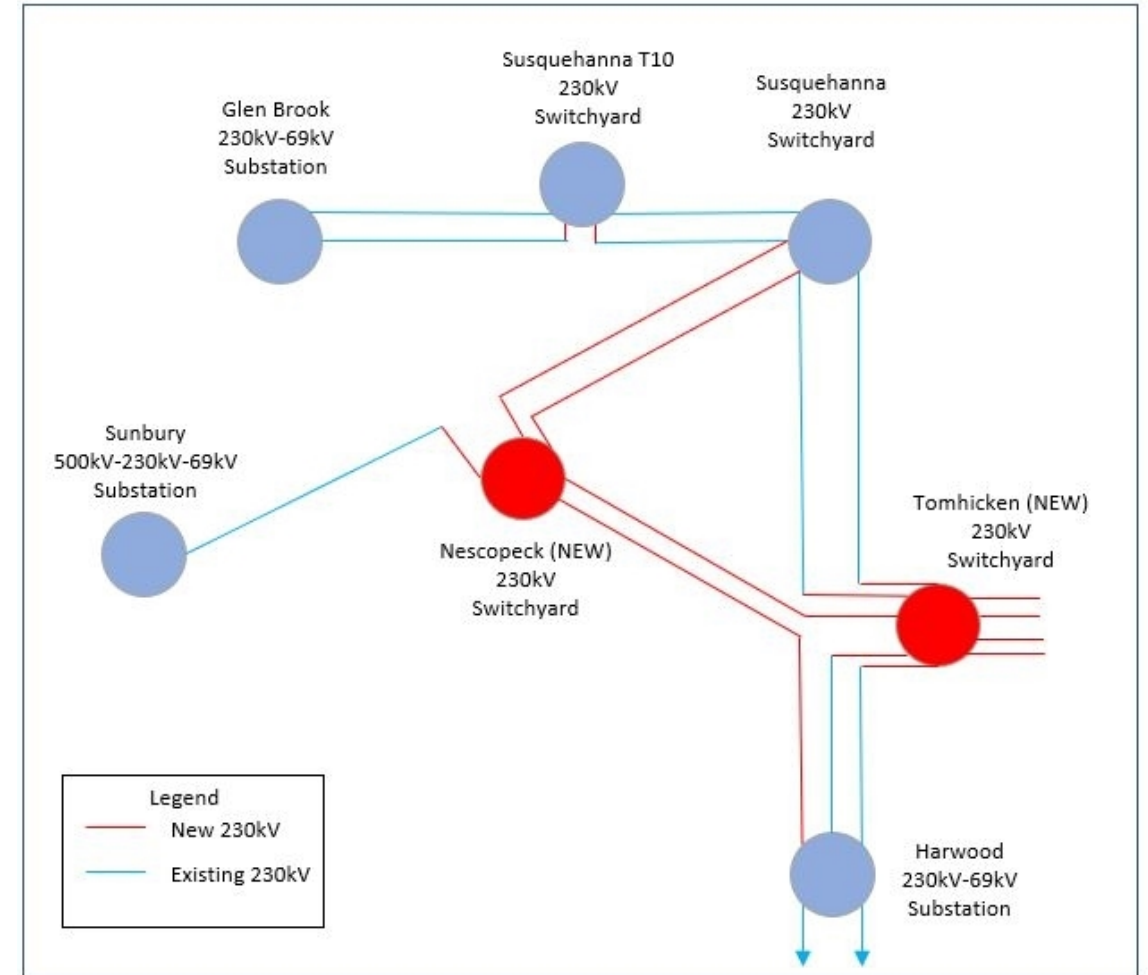 Susquehanna T10
230kV
Switchyard
Susquehanna
230kV
Switchyard
Glen Brook
230kV-69kV
Substation
Sunbury
500kV-230kV-69kV
Substation
Nescopeck (NEW)
230kV
Switchyard
Tomhicken (NEW)
230kV
Switchyard
Legend
New 230kV
Existing 230kV
Harwood
230kV-69kV
Substation